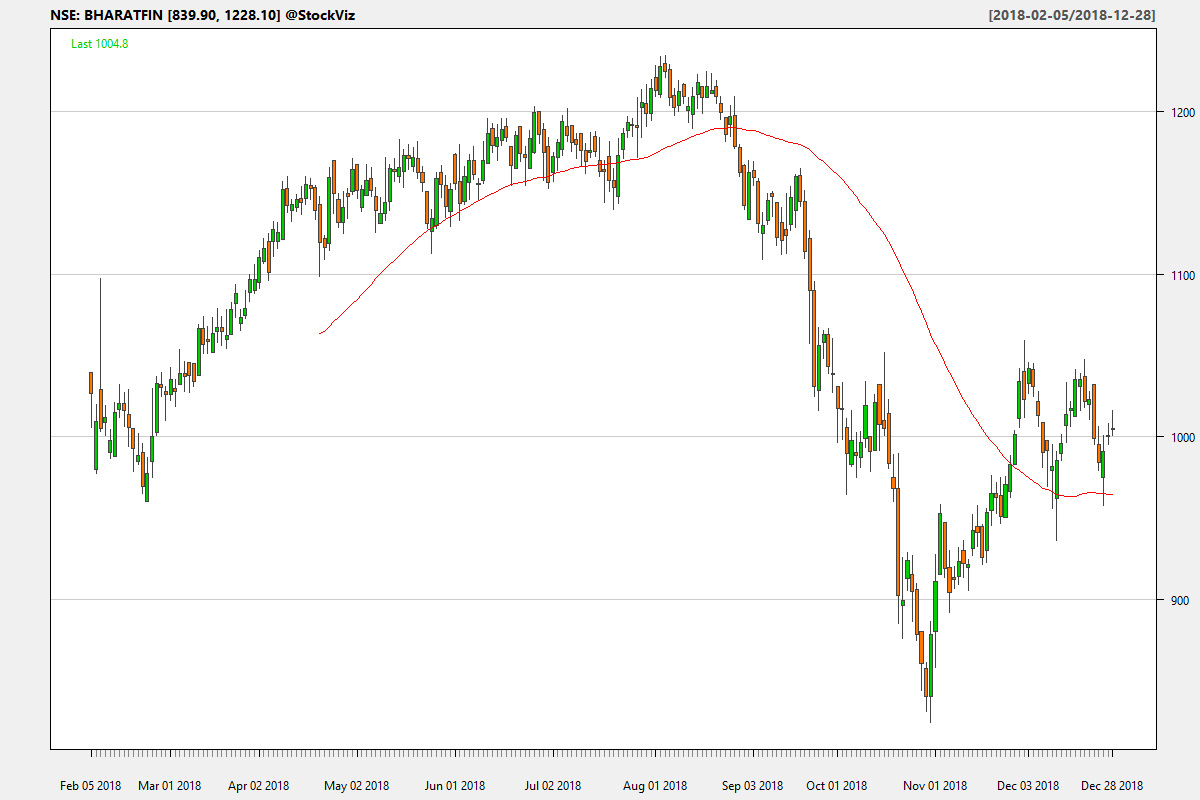 NSE: BHARATFIN [839.90, 1228.10] @StockViz [2018-02-05/2018-12-28]
Last 1004.8
1200
1100
1000
900
Feb 05 2018 Mar 01 2018 Apr 02 2018 May 02 2018 Jun 01 2018 Jul 02 2018 Aug 01 2018 Sep 03 2018 Oct 01 2018 Nov 01 2018 Dec 03 2018 Dec 28 2018